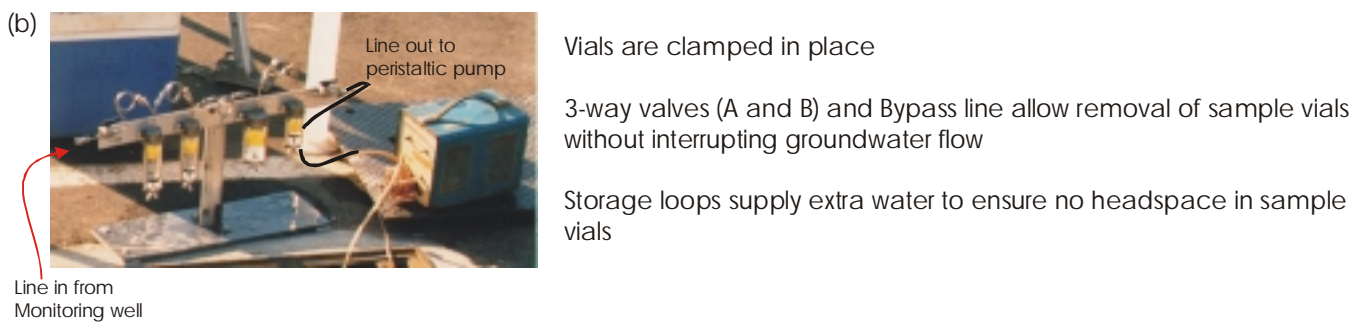 (b)
Line out to
peristaltic pump
Line in from
Monitoring well
Vials are clamped in place
3-way valves (A and B) and Bypass line allow removal of sample vials
without interrupting groundwater flow
Storage loops supply extra water to ensure no headspace in sample
vials